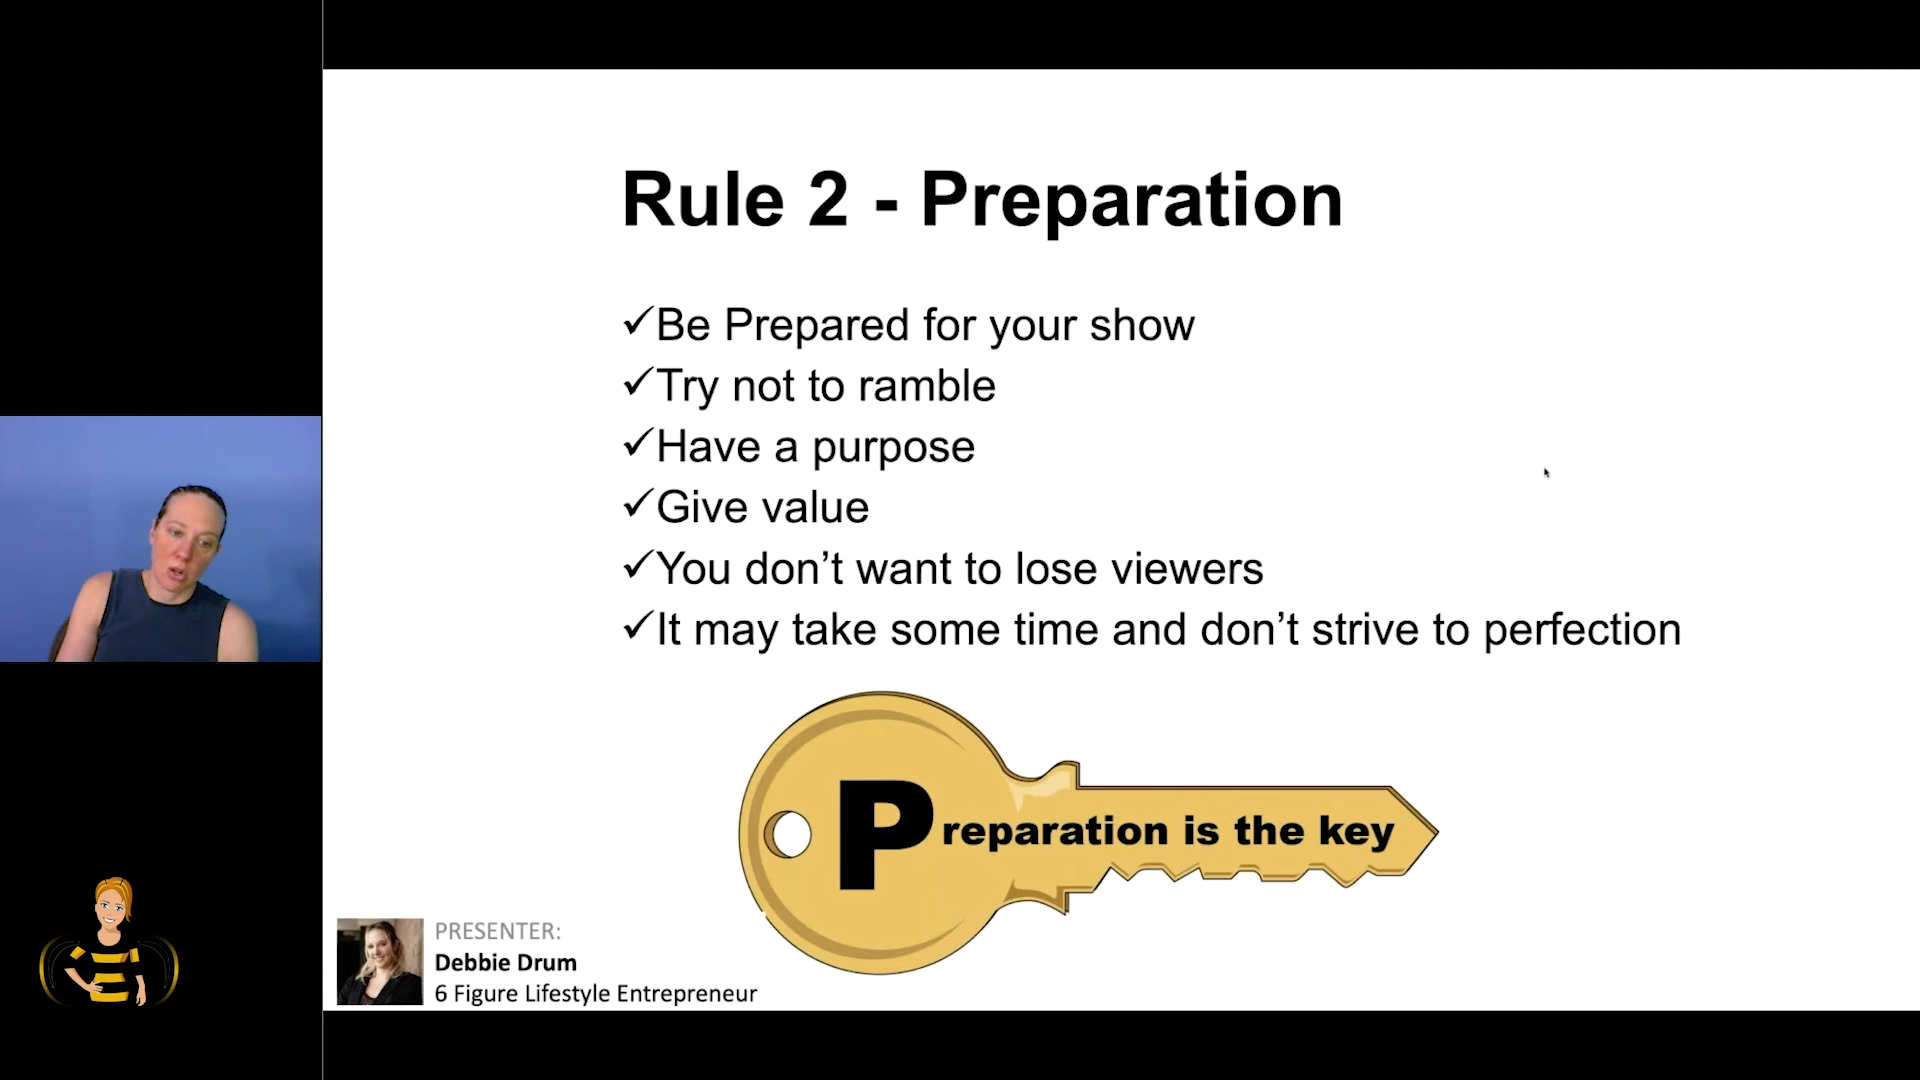 Rule 2 - Preparation
✓Be Prepared for your show
✓Try not to ramble
✓Have a purpose
✓Give value
✓You don’t want to lose viewers
✓It may take some time and don’t strive to perfection
Preparation is the key
PRESENTER:
Debbie Drum
6 Figure Lifestyle Entrepreneur